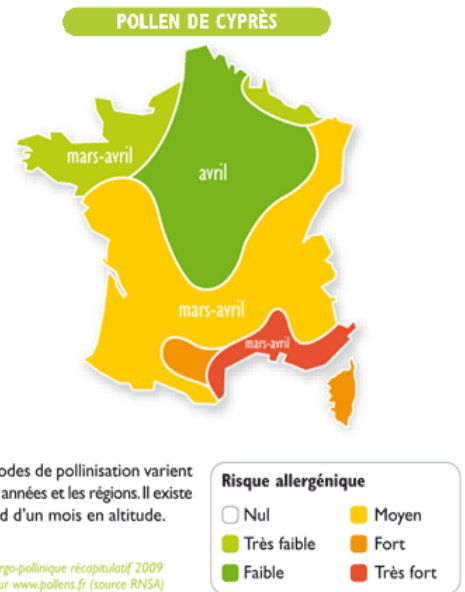 POLLEN DE CYPRÈS
mars-avril
avril
mars-avril
mars-avril
odes de pollinisation varient
années et les régions. Il existe
d d'un mois en altitude.
rgo-pollinique récapitulatif 2009
ur www.pollens.fr (source RNSA)
Risque allergénique
Nul
Très faible
Faible
Moyen
Fort
Très fort